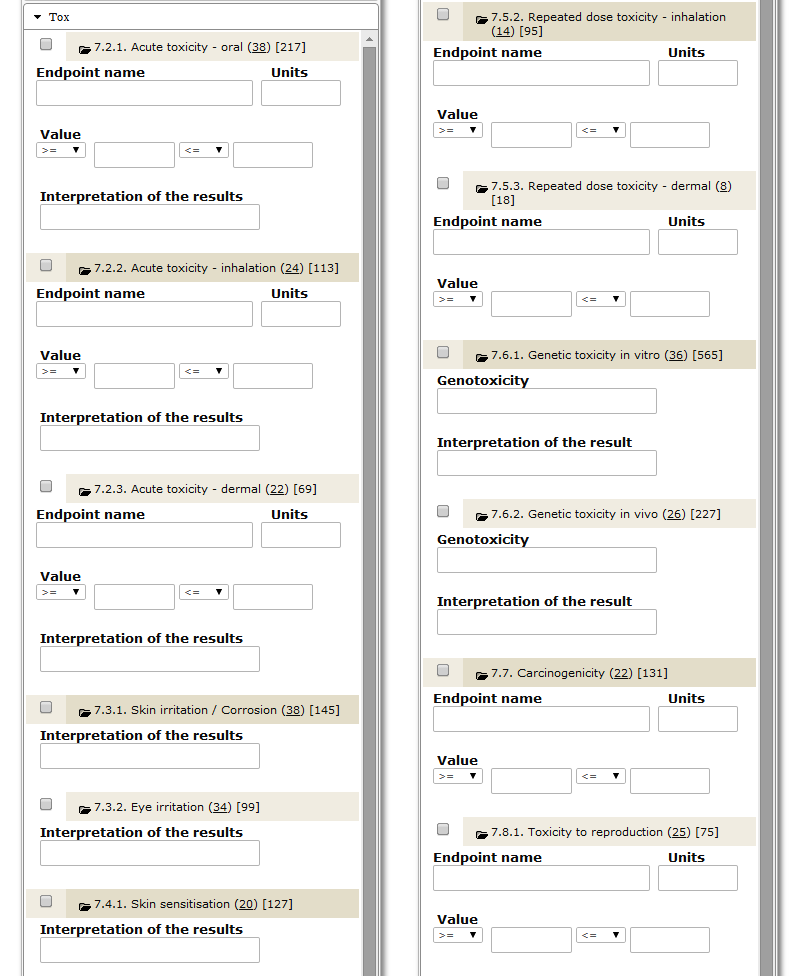 Tox
7.2.1. Acute toxicity - oral (38) [217]
Endpoint name Units
Value
>= <=
Interpretation of the results
7.2.2. Acute toxicity - inhalation (24) [113]
Endpoint name Units
Value
>= <=
Interpretation of the results
7.2.3. Acute toxicity - dermal (22) [69]
Endpoint name Units
Value
>= <=
Interpretation of the results
7.3.1. Skin irritation / Corrosion (38) [145]
Interpretation of the results
7.3.2. Eye irritation (34) [99]
Interpretation of the results
7.4.1. Skin sensitisation (20) [127]
Interpretation of the results
7.5.2. Repeated dose toxicity - inhalation
(14) [95]
Endpoint name Units
Value
>= <=
7.5.3. Repeated dose toxicity - dermal (8)
[18]
Endpoint name Units
Value
>= <=
7.6.1. Genetic toxicity in vitro (36) [565]
Genotoxicity
Interpretation of the result
7.6.2. Genetic toxicity in vivo (26) [227]
Genotoxicity
Interpretation of the result
7.7. Carcinogenicity (22) [131]
Endpoint name Units
Value
>= <=
7.8.1. Toxicity to reproduction (25) [75]
Endpoint name Units
Value
>= <=